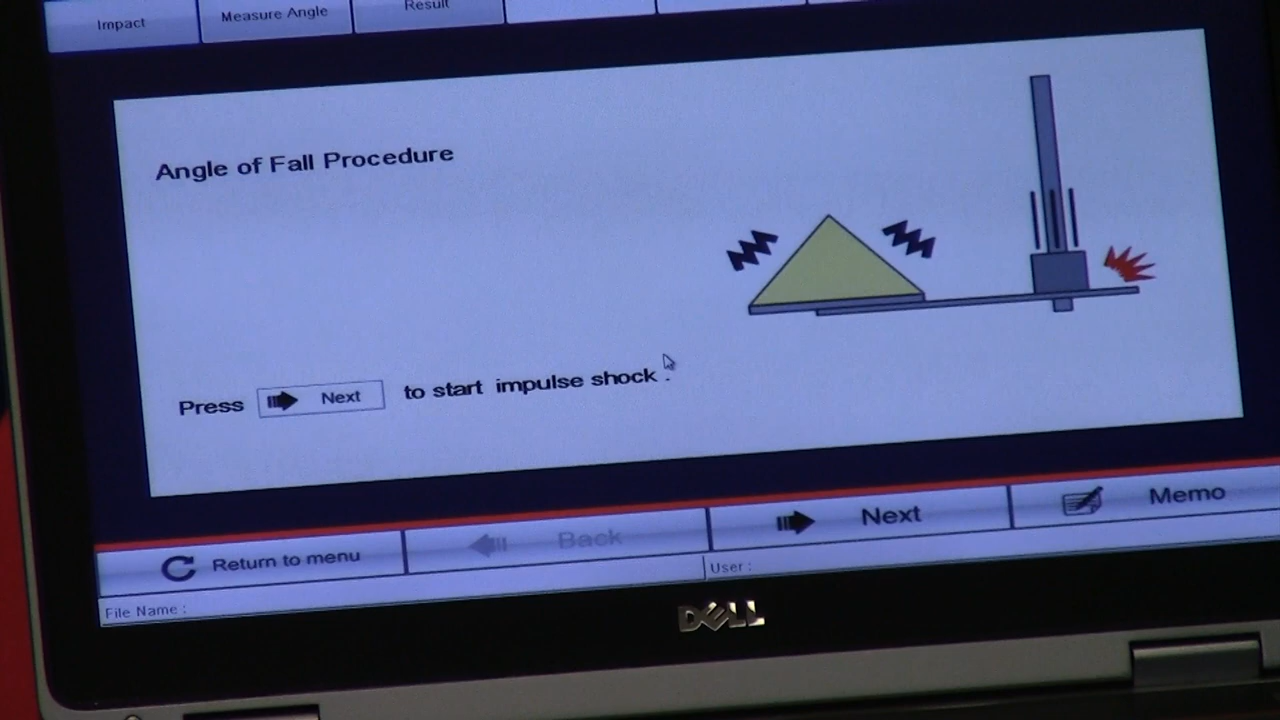 Impact
Measure Angle
Result
Angle of Fall Procedure
Press Next to start impulse shock .
Return to menu
Back
Next
Memo
File Name :
User :
DELL